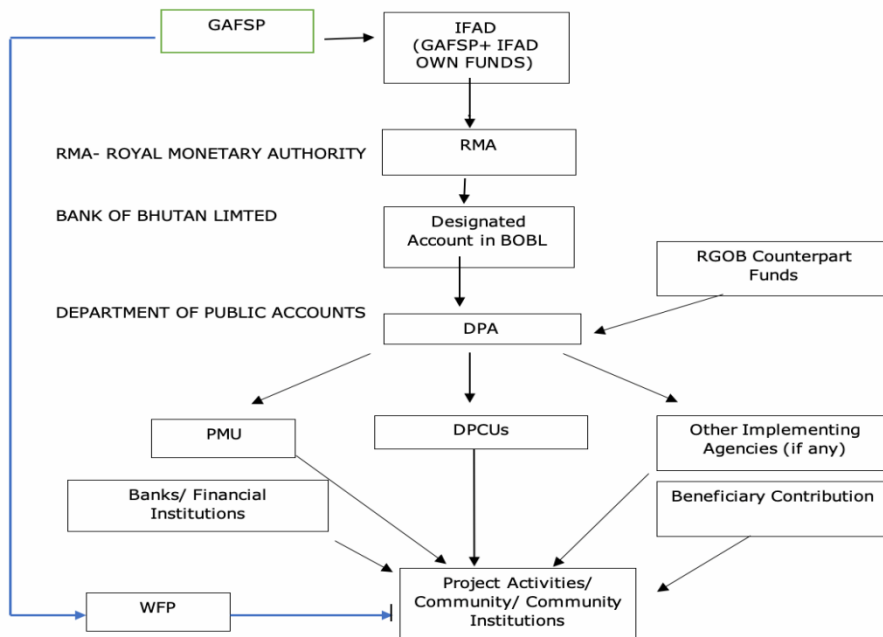 GAFSP
IFAD
(GAFSP+ IFAD
OWN FUNDS)
RMA- ROYAL MONETARY AUTHORITY
RMA
BANK OF BHUTAN LIMTED
Designated
Account in BOBL
RGOB Counterpart
Funds
DEPARTMENT OF PUBLIC ACCOUNTS
DPA
PMU
DPCUs
Other Implementing
Agencies (if any)
Banks/ Financial
Institutions
Beneficiary Contribution
Project Activities/
Community/ Community
Institutions
WFP